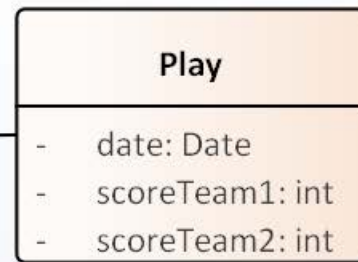 Play
- date: Date
- scoreTeam1: int
- scoreTeam2: int